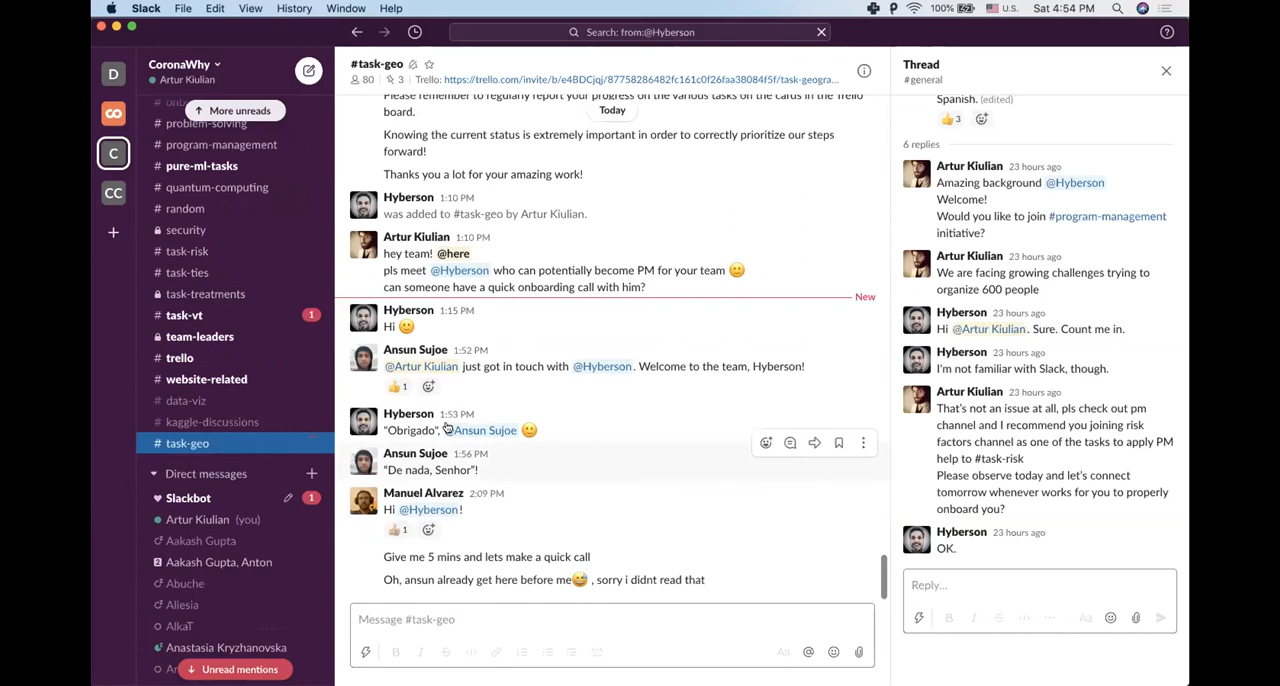 Slack File Edit View History Window Help
100% U.S. Sat 4:54 PM
Search: from:@Hyberson
D
C
CC
CoronaWhy
Artur Kiulian
More unreads
# problem-solving
# program-management
# pure-ml-tasks
# quantum-computing
# random
security
# task-risk
# task-ties
task-treatments
# task-vt 1
team-leaders
# trello
# website-related
# data-viz
# kaggle-discussions
# task-geo
Direct messages
Slackbot 1
Artur Kiulian (you)
Aakash Gupta
2 Aakash Gupta, Anton
Abuche
Aliesia
AlkaT
Anastasia Kryzhanovska
Unread mentions
#task-geo
80 3 Trello: https://trello.com/invite/b/e4BDCjqj/87758286482fc161c0f26faa38084f5f/task-geogra...
Please remember to regularly report your progress on the various tasks on the cards in the Trello
board.
Today
Knowing the current status is extremely important in order to correctly prioritize our steps
forward!
Thanks you a lot for your amazing work!
Hyberson 1:10 PM
was added to #task-geo by Artur Kiulian.
Artur Kiulian 1:10 PM
hey team! @here
pls meet @Hyberson who can potentially become PM for your team 🙂
can someone have a quick onboarding call with him?
New
Hyberson 1:15 PM
Hi 🙂
Ansun Sujoe 1:52 PM
@Artur Kiulian just got in touch with @Hyberson. Welcome to the team, Hyberson!
👍 1
Hyberson 1:53 PM
"Obrigado", @Ansun Sujoe 🙂
Ansun Sujoe 1:56 PM
"De nada, Senhor"!
Manuel Alvarez 2:09 PM
Hi @Hyberson!
1
Give me 5 mins and lets make a quick call
Oh, ansun already get here before me😅 , sorry i didnt read that
Message #task-geo
Thread
#general
Spanish. (edited)
👍 3
6 replies
Artur Kiulian 23 hours ago
Amazing background @Hyberson
Welcome!
Would you like to join #program-management
initiative?
Artur Kiulian 23 hours ago
We are facing growing challenges trying to
organize 600 people
Hyberson 23 hours ago
Hi @Artur Kiulian. Sure. Count me in.
Hyberson 23 hours ago
I'm not familiar with Slack, though.
Artur Kiulian 23 hours ago
That's not an issue at all, pls check out pm
channel and I recommend you joining risk
factors channel as one of the tasks to apply PM
help to #task-risk
Please observe today and let's connect
tomorrow whenever works for you to properly
onboard you?
Hyberson 23 hours ago
OK.
Reply...